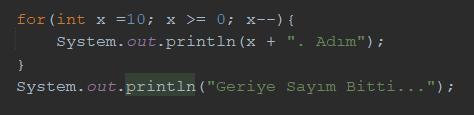 for(int x =10; x >= 0; x--){
    System.out.println(x + ". Adım");
}
System.out.println("Geriye Sayım Bitti...");